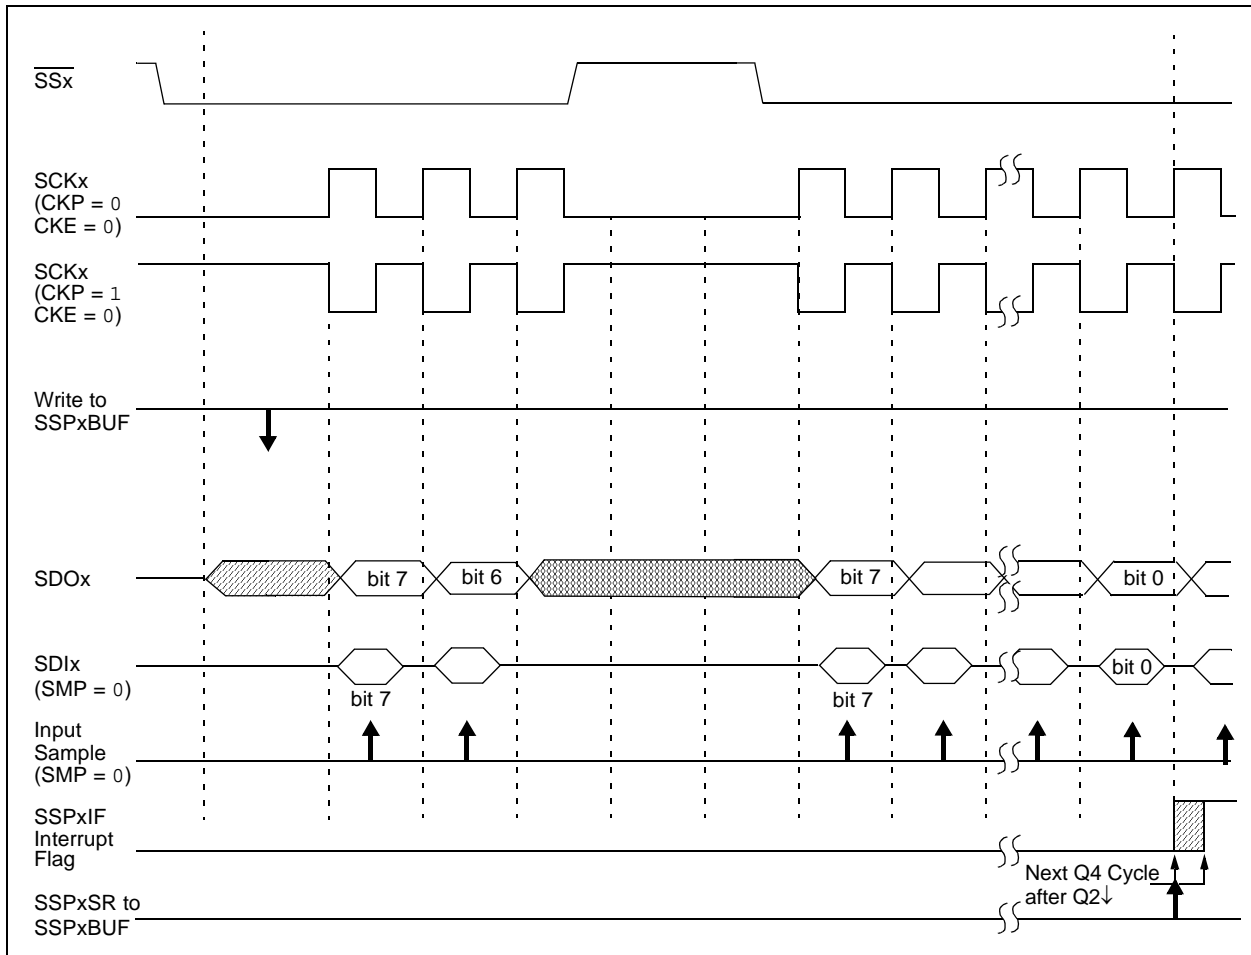 SSx
SCKx
(CKP = 0
CKE = 0)
SCKx
(CKP = 1
CKE = 0)
Write to
SSPxBUF
SDOx
bit 7
bit 6
bit 7
bit 0
SDIx
(SMP = 0)
bit 7
bit 7
bit 0
Input
Sample
(SMP = 0)
SSPxIF
Interrupt
Flag
Next Q4 Cycle
after Q2↓
SSPxSR to
SSPxBUF